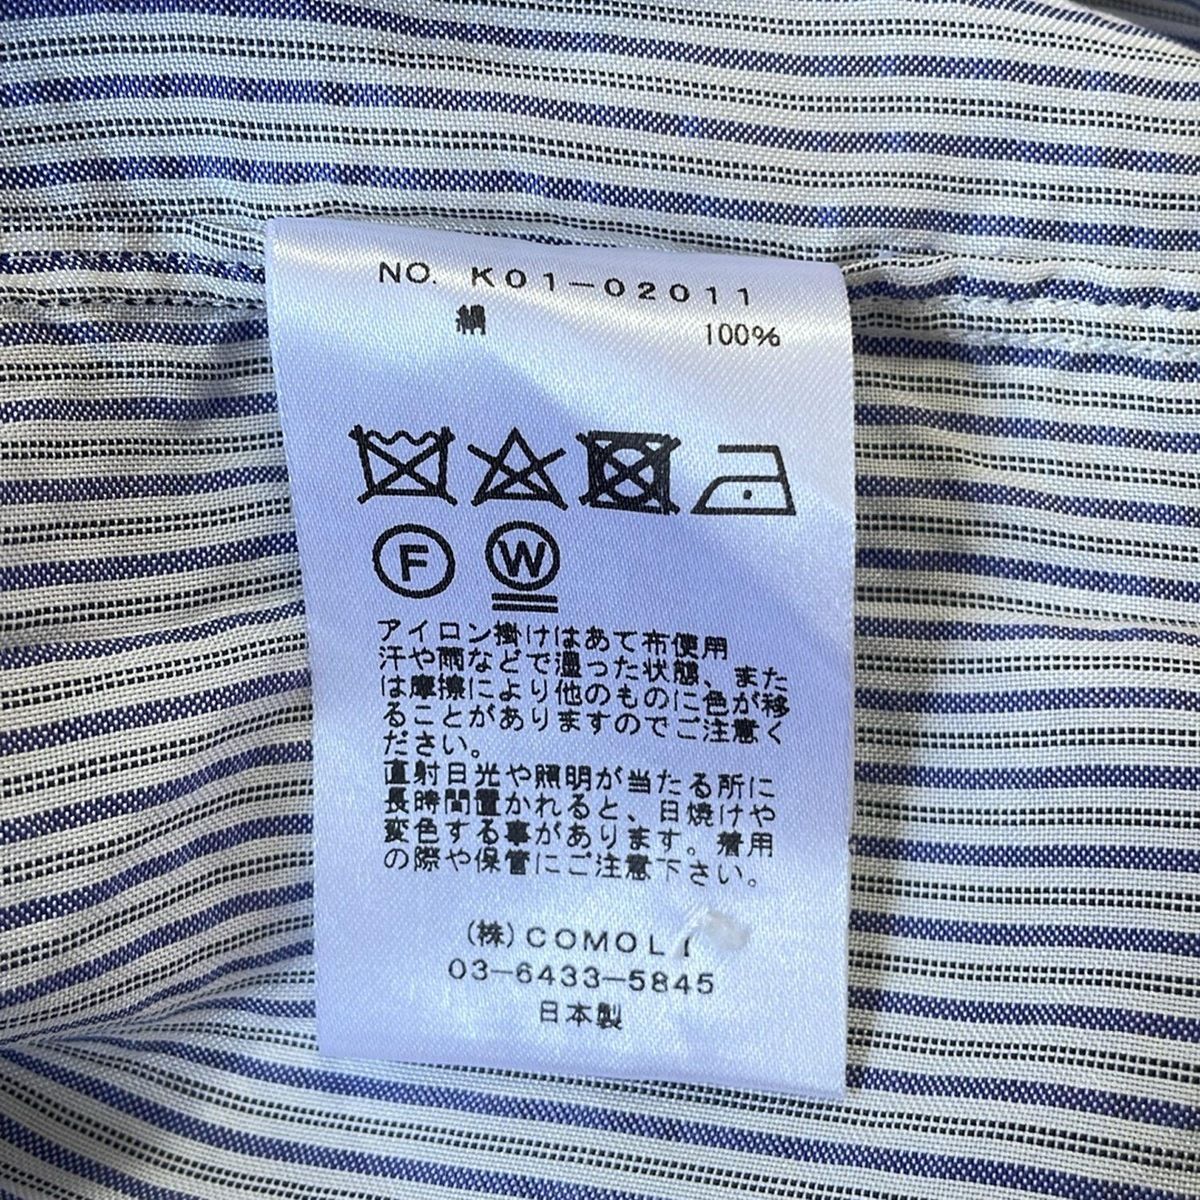 NO. K01-02011
絹 100%
F W
アイロン掛けはあて布使用
汗や雨などで湿った状態、また
は摩擦により他のものに色が移
ることがありますのでご注意く
ださい。
直射日光や照明が当たる所に
長時間置かれると、日焼けや
変色する事があります。着用
の際や保管にご注意下さい。
(株)COMOLI
03-6433-5845
日本製